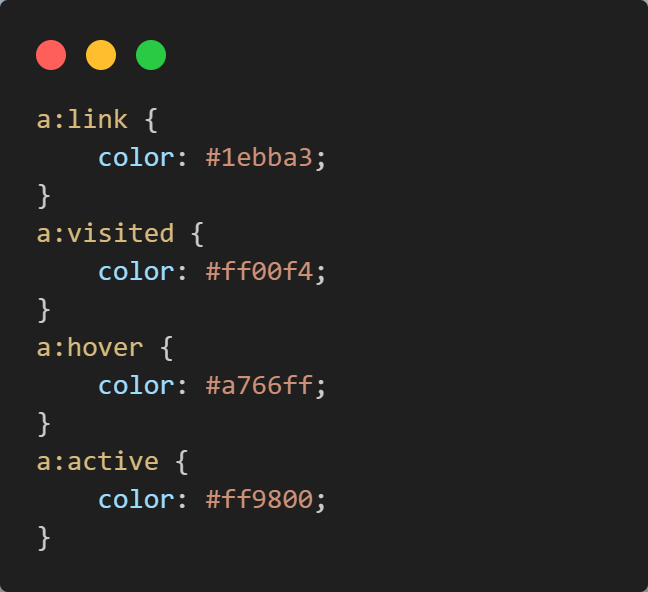 a:link {
    color: #1ebba3;
}
a:visited {
    color: #ff00f4;
}
a:hover {
    color: #a766ff;
}
a:active {
    color: #ff9800;
}